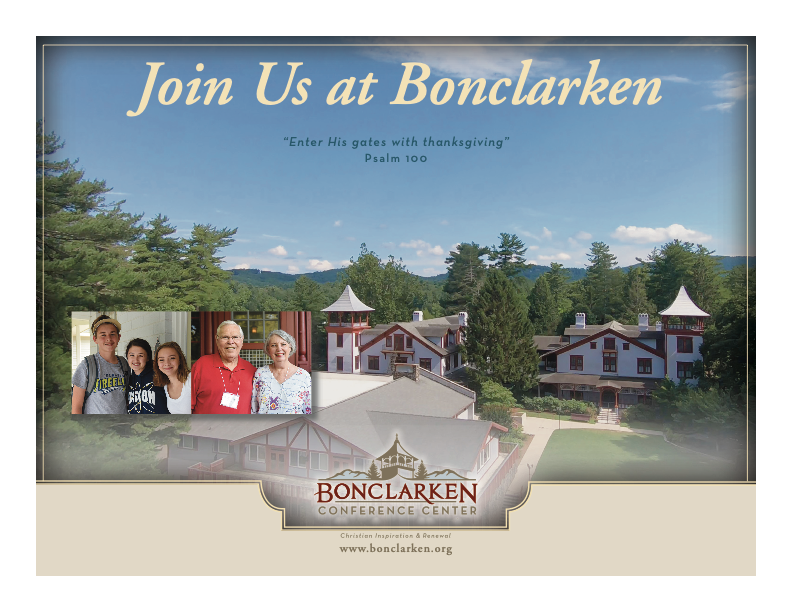 Join Us at Bonclarken
“Enter His gates with thanksgiving”
Psalm 100
BONCLARKEN
CONFERENCE CENTER
Christian Inspiration & Renewal
www.bonclarken.org